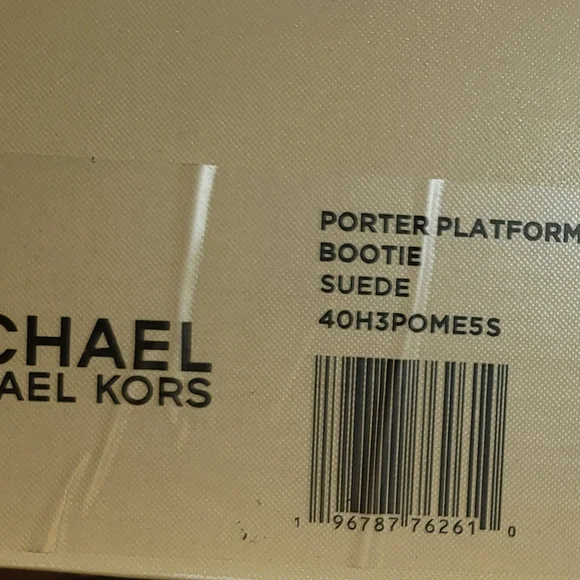 CHAEL
AEL KORS
PORTER PLATFORM
BOOTIE
SUEDE
40H3POME5S
1 96787 76261 0